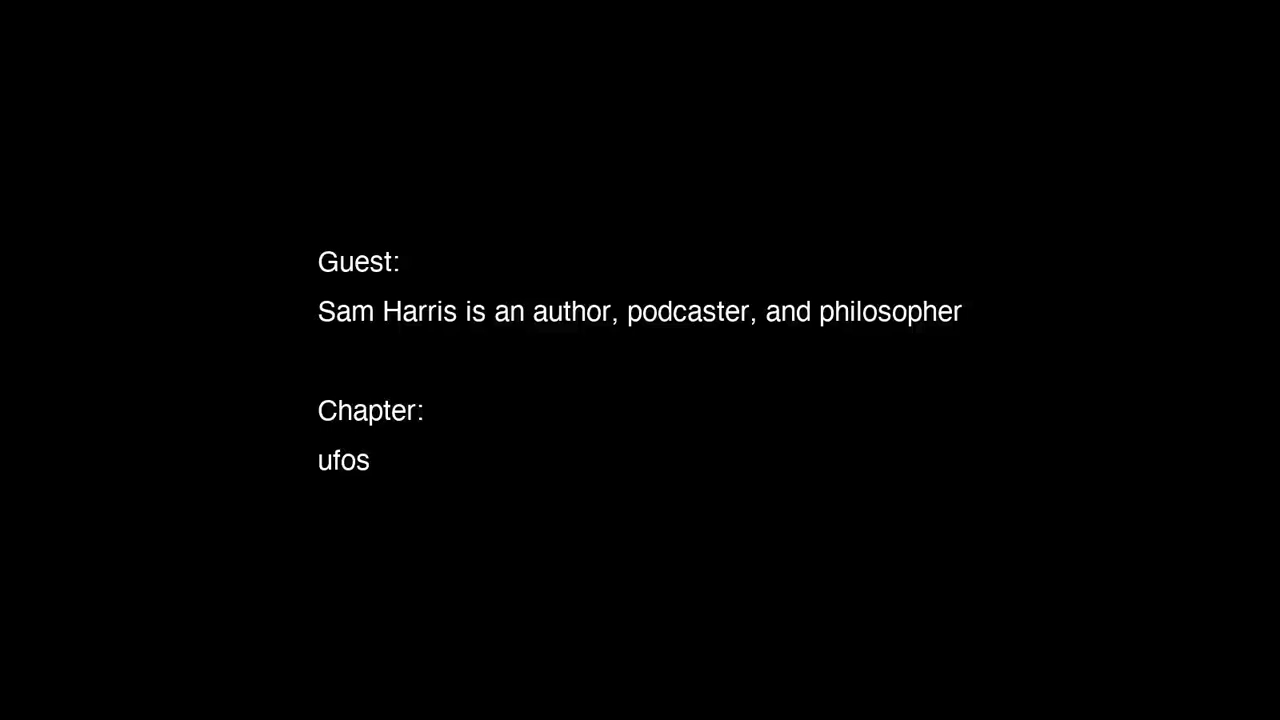 Guest:
Sam Harris is an author, podcaster, and philosopher
Chapter:
ufos